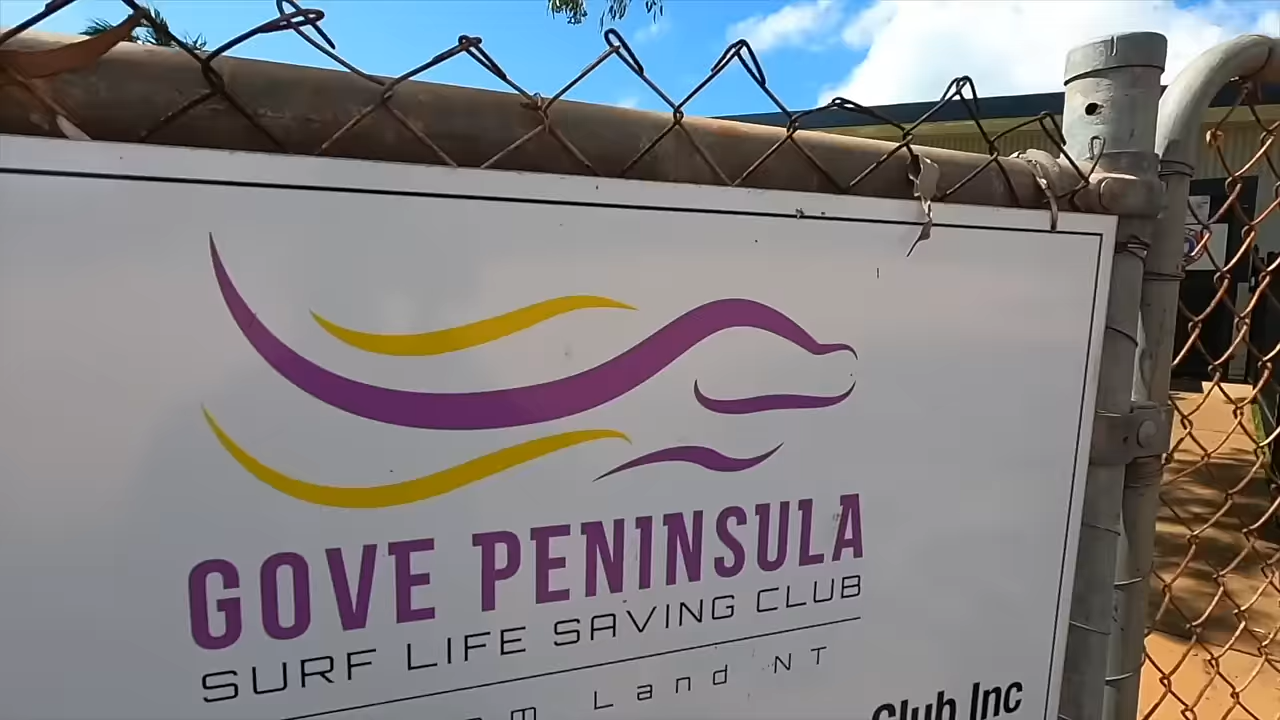 GOVE PENINSULA
SURF LIFE SAVING CLUB
Land NT
Club Inc